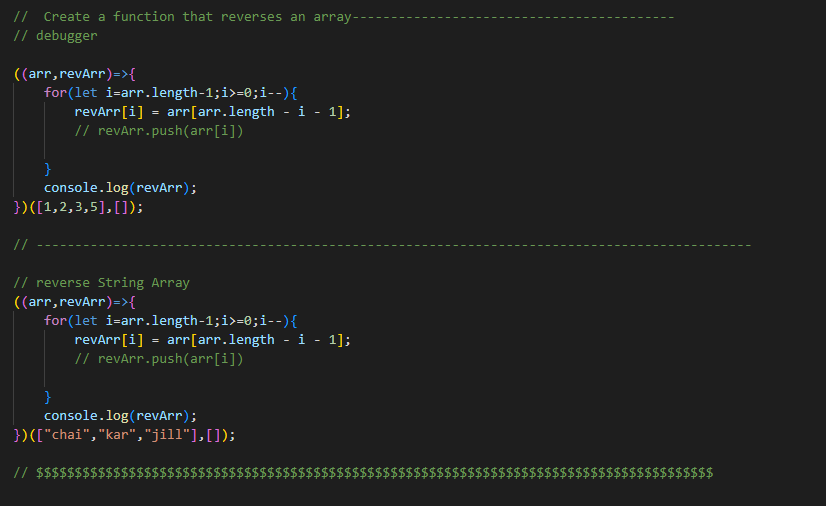 //  Create a function that reverses an array------------------------------------------
// debugger
((arr,revArr)=>{
    for(let i=arr.length-1;i>=0;i--){
        revArr[i] = arr[arr.length - i - 1];
        // revArr.push(arr[i])
    }
    console.log(revArr);
})([1,2,3,5],[]);
// ---------------------------------------------------------------------------------------------
// reverse String Array
((arr,revArr)=>{
    for(let i=arr.length-1;i>=0;i--){
        revArr[i] = arr[arr.length - i - 1];
        // revArr.push(arr[i])
    }
    console.log(revArr);
})(["chai","kar","jill"],[]);
// $$$$$$$$$$$$$$$$$$$$$$$$$$$$$$$$$$$$$$$$$$$$$$$$$$$$$$$$$$$$$$$$$$$$$$$$$$$$$$$$$$$$$$$$